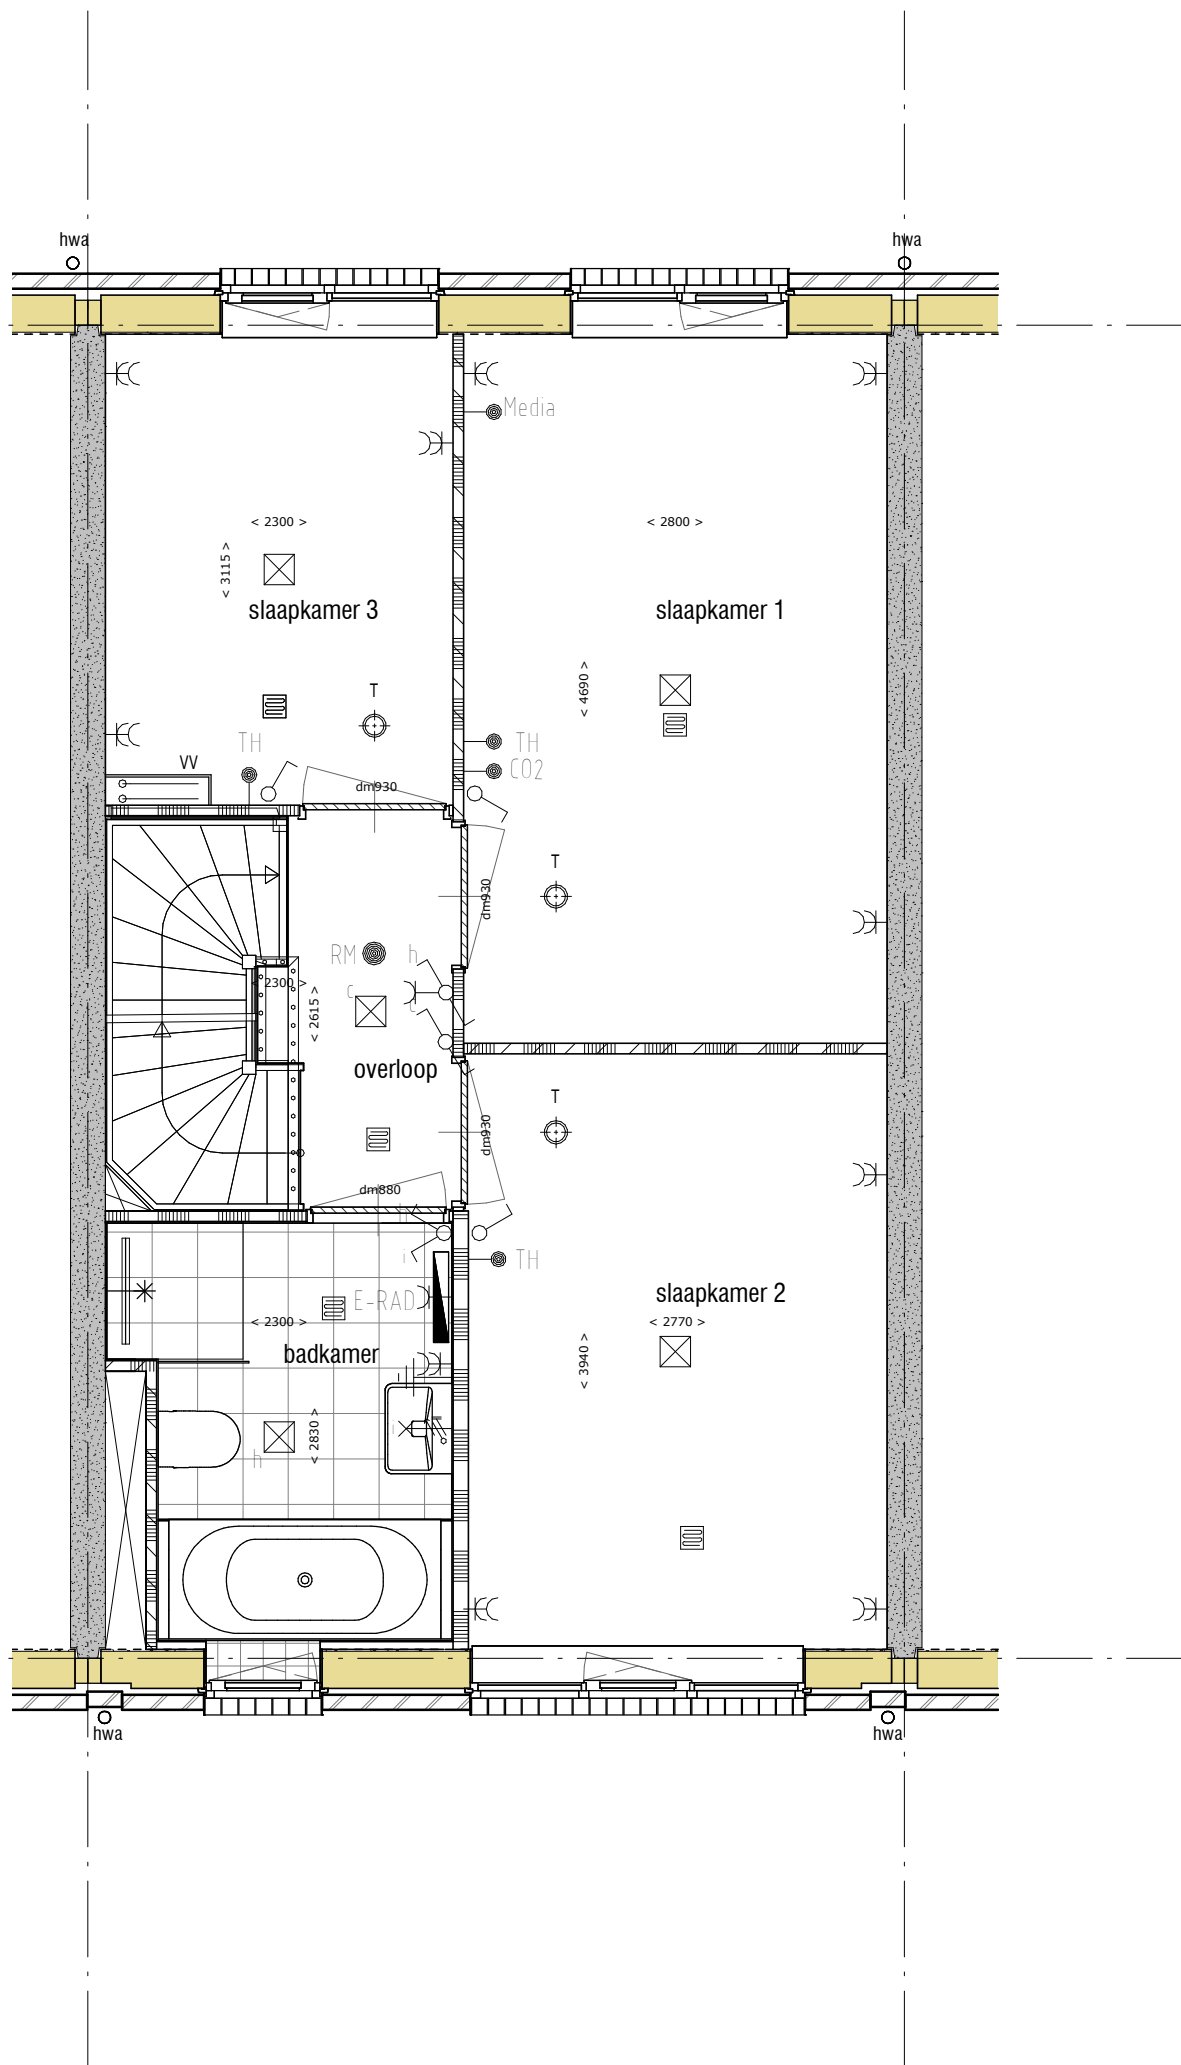 hwa
hwa
Media
< 2300 >
< 2800 >
< 3115 >
slaapkamer 3
slaapkamer 1
< 4690 >
T
TH
TH
VV
CO2
dm930
T
dm930
RM
h
< 2300 >
c
c
< 2615 >
overloop
T
dm930
dm880
h
i
TH
E-RAD
slaapkamer 2
< 2300 >
< 2770 >
badkamer
< 3940 >
i
< 2830 >
h
hwa
hwa